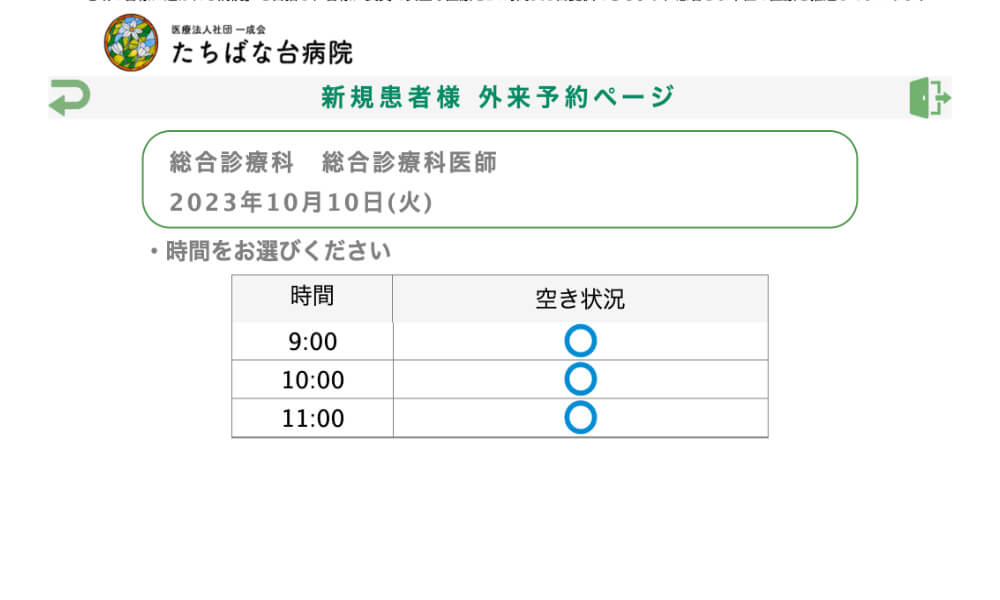 医療法人社団 一成会
たちばな台病院
新規患者様 外来予約ページ
総合診療科 総合診療科医師
2023年10月10日(火)
・時間をお選びください
時間 空き状況
9:00
10:00
11:00